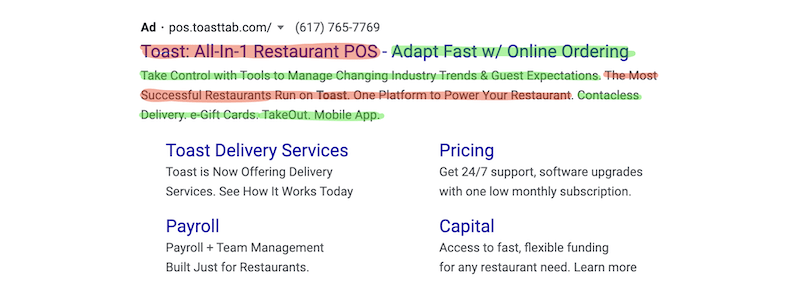 Ad · pos.toasttab.com/ (617) 765-7769
Toast: All-In-1 Restaurant POS - Adapt Fast w/ Online Ordering
Take Control with Tools to Manage Changing Industry Trends & Guest Expectations. The Most
Successful Restaurants Run on Toast. One Platform to Power Your Restaurant. Contacless
Delivery. e-Gift Cards. TakeOut. Mobile App.
Toast Delivery Services
Toast is Now Offering Delivery
Services. See How It Works Today
Pricing
Get 24/7 support, software upgrades
with one low monthly subscription.
Payroll
Payroll + Team Management
Built Just for Restaurants.
Capital
Access to fast, flexible funding
for any restaurant need. Learn more